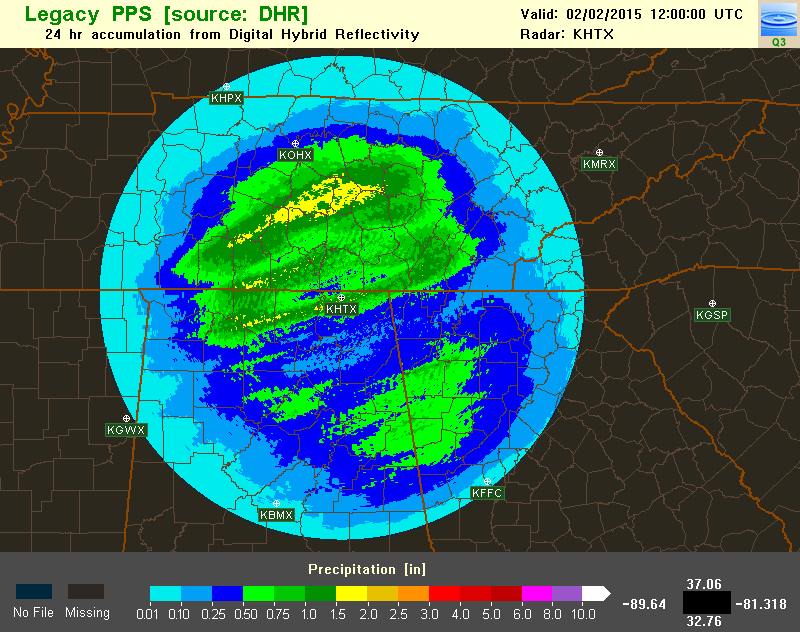 Legacy PPS [source: DHR]
24 hr accumulation from Digital Hybrid Reflectivity
Valid: 02/02/2015 12:00:00 UTC
Radar: KHTX
Q3
KHPX
KOHX
KMRX
KHTX
KGSP
KGWX
KFFC
KBMX
Precipitation [in]
No File
Missing
0.01 0.10 0.25 0.50 0.75 1.0 1.5 2.0 2.5 3.0 4.0 5.0 6.0 8.0 10.0
37.06
-89.64
-81.318
32.76